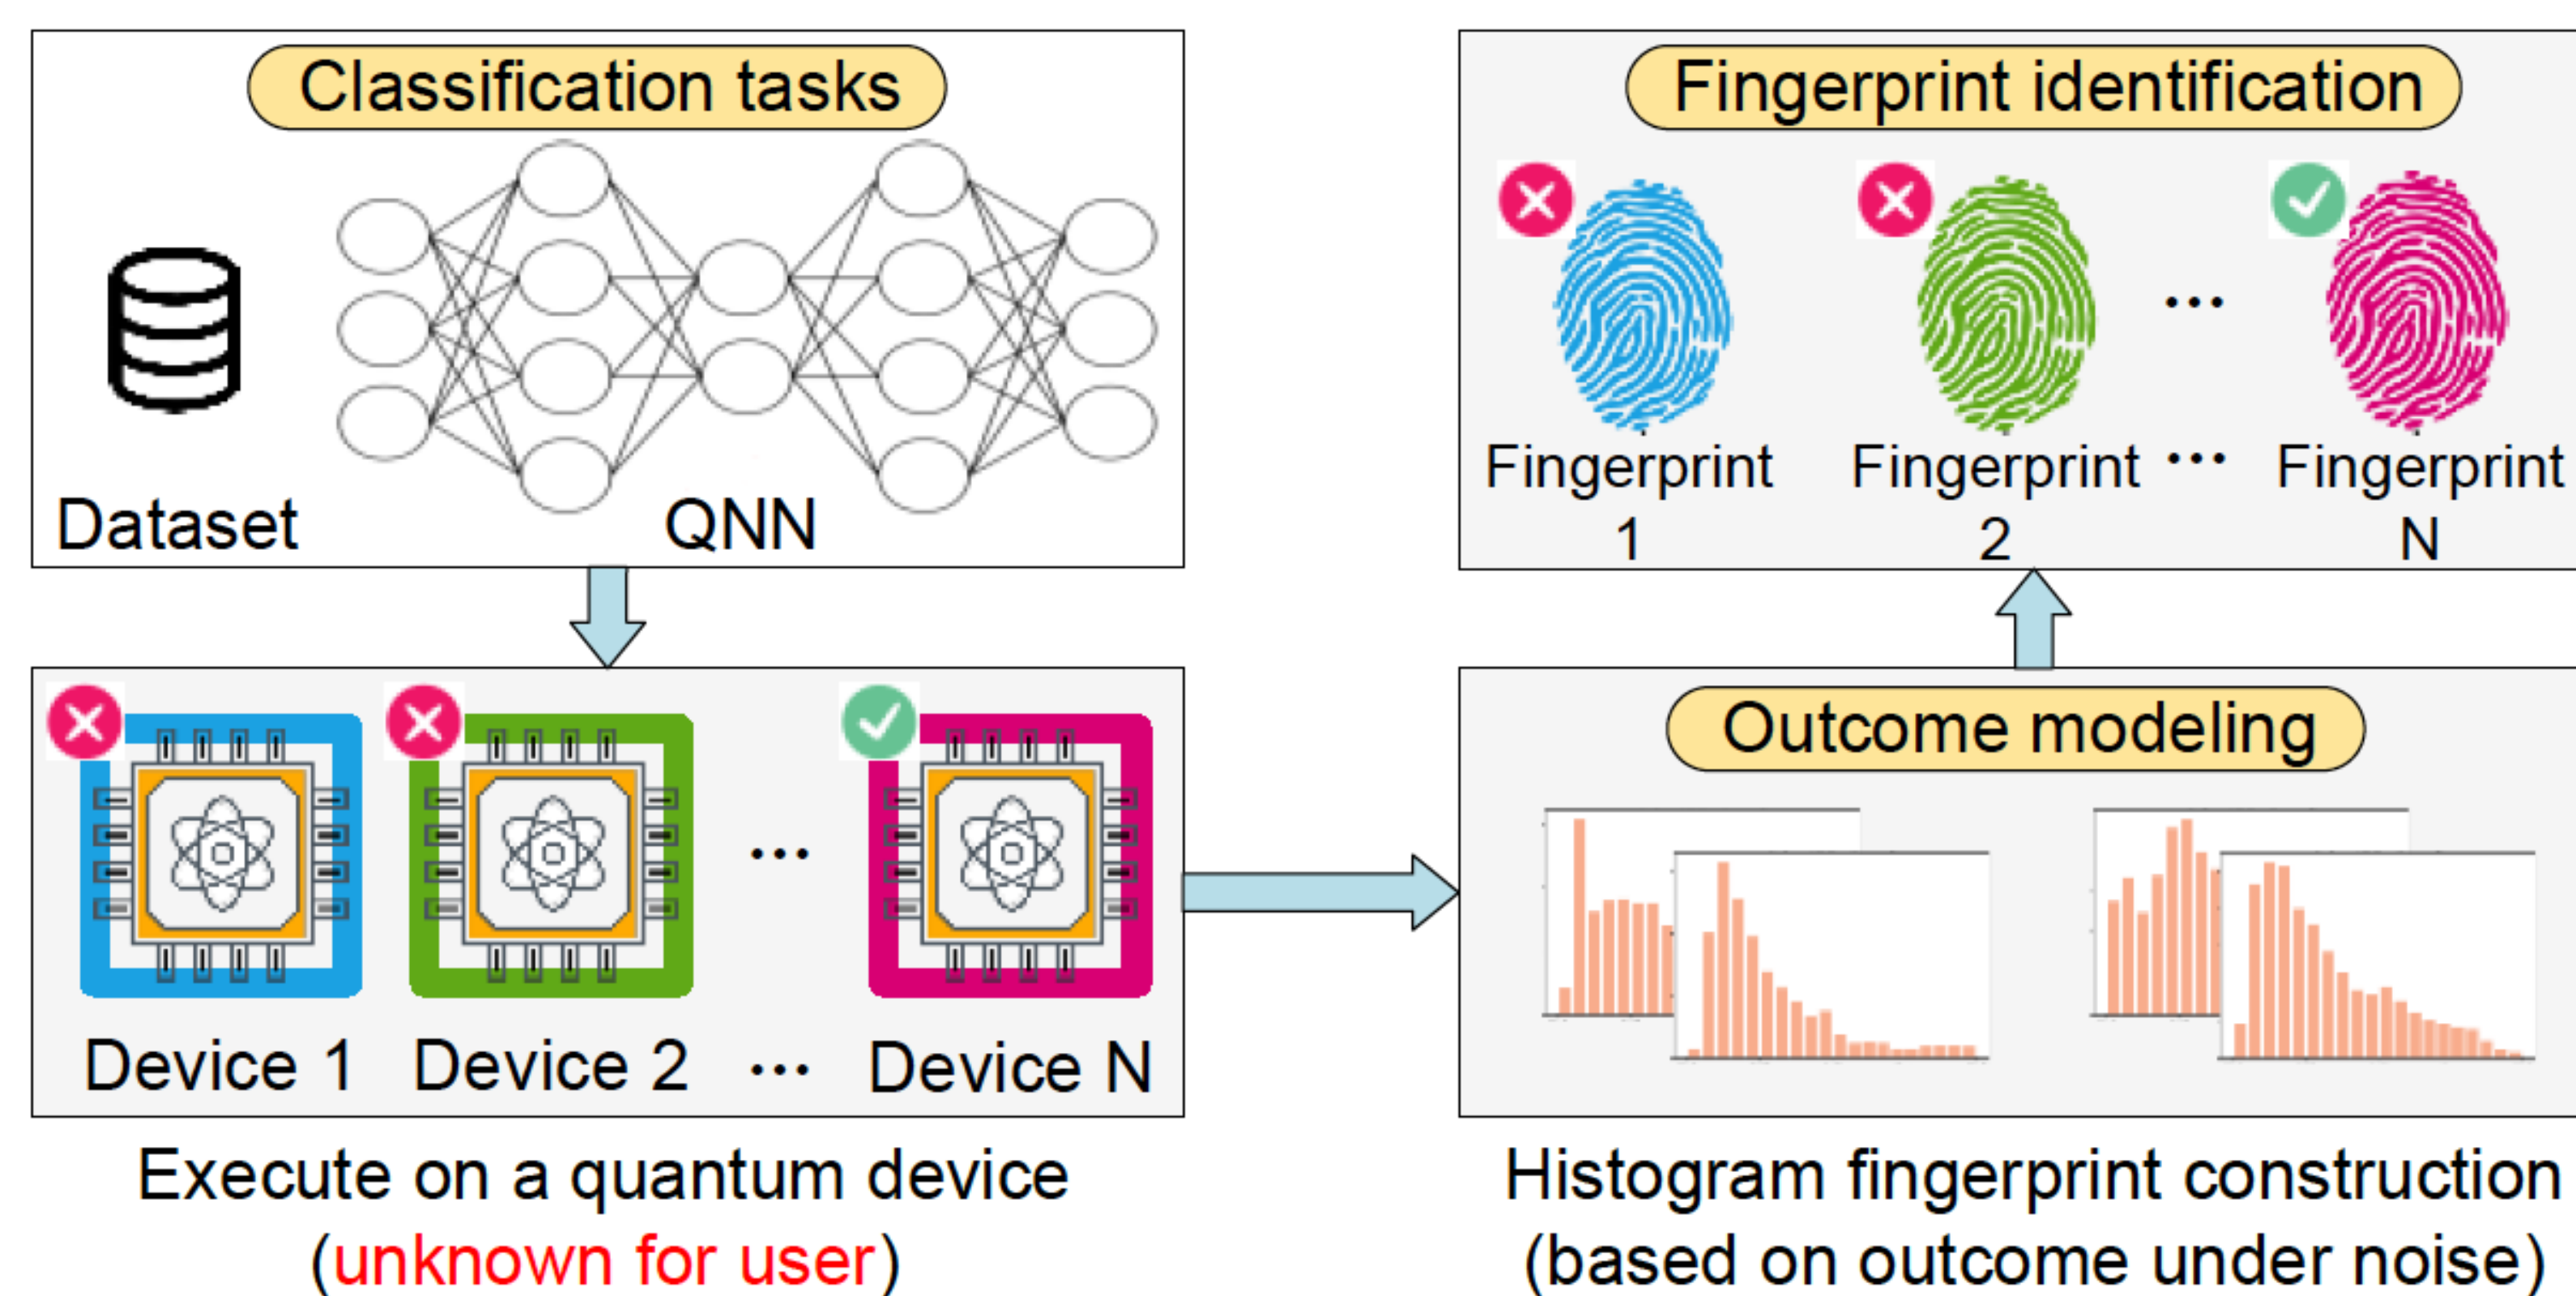 Classification tasks
Dataset
QNN
Device 1
Device 2
...
Device N
Execute on a quantum device
(unknown for user)
Outcome modeling
Histogram fingerprint construction
(based on outcome under noise)
Fingerprint identification
...
Fingerprint
1
Fingerprint
2
...
Fingerprint
N